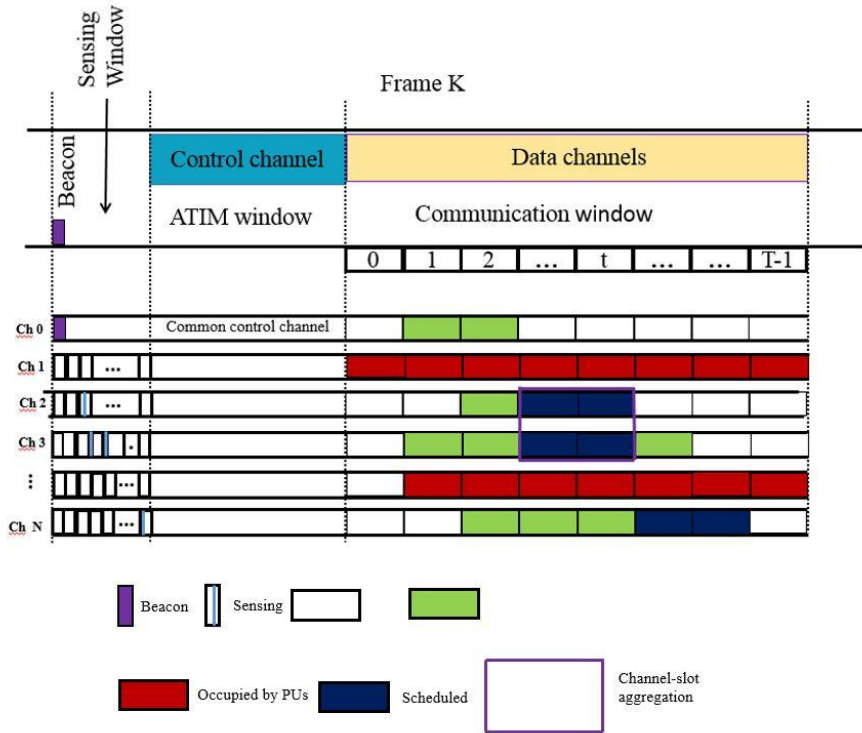 Sensing
Window
Frame K
Beacon
Control channel
Data channels
ATIM window
Communication window
0 1 2 ... t ... ... T-1
Ch 0
Common control channel
Ch 1
...
Ch 2
...
Ch 3
.
⋮
...
Ch N
...
Beacon
Sensing
Occupied by PUs
Scheduled
Channel-slot
aggregation